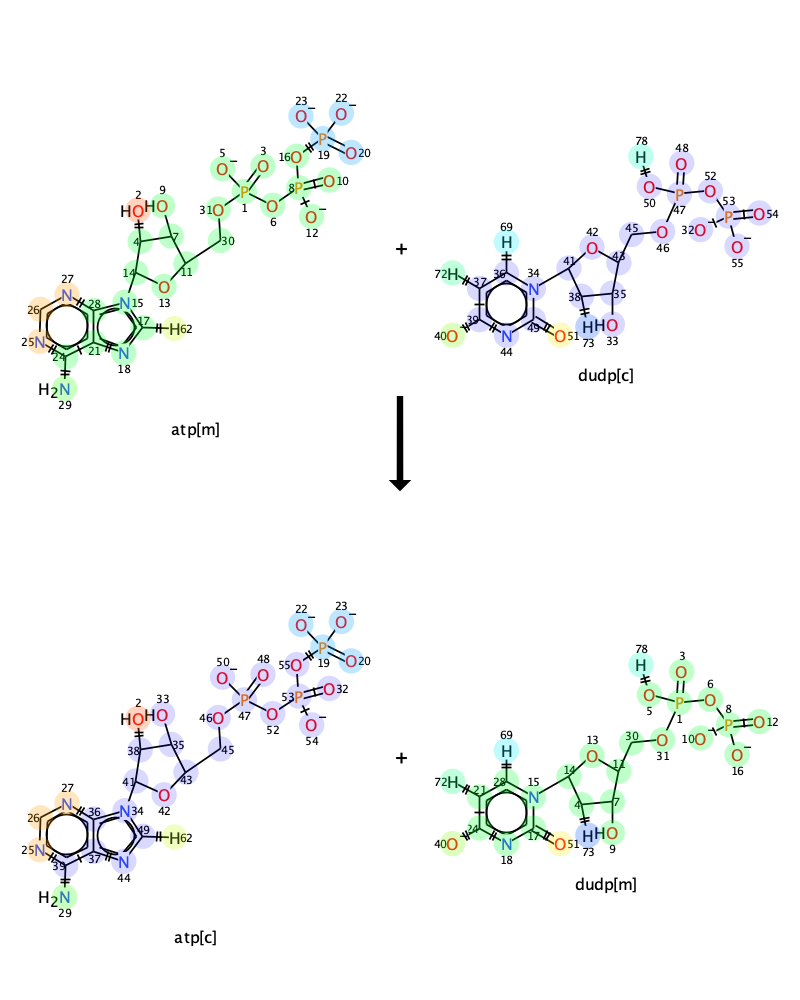 23 22
O− O−
P 19 O 20
5 3 16 O
O− O
P 1 8 P O 10
2 9 31 O O 6 O− 12
HO HO
4 7 30
14 11
27 O 13
N 28 N 15
26 17 H 62
25 N 24 21 N 18
H2N
29
atp[m]
+
78 48
H O
O P O 52
50 47 53
69 42 45 32 O− P O 54
H O O 46 O− 55
72 H 37 36 34 41 43
N 38 35
40 O 39 49 O 51 H HO
N 44 73 33
dudp[c]
22 23
O− O−
P 19 O 20
50 48 55 O
O− O
P 47 53 P O 32
2 33 46 O O 52 O− 54
HO HO
38 35 45
41 43
27 O 42
N 36 N 34
26 49 H 62
25 N 39 37 N 44
H2N
29
atp[c]
+
78 3
H O
O P O 6
5 1 8
69 13 30 10 O− P O 12
H O O 31 O− 16
72 H 21 28 15 14 11
N 4 7
40 O 24 17 O 51 H HO
N 18 73 9
dudp[m]